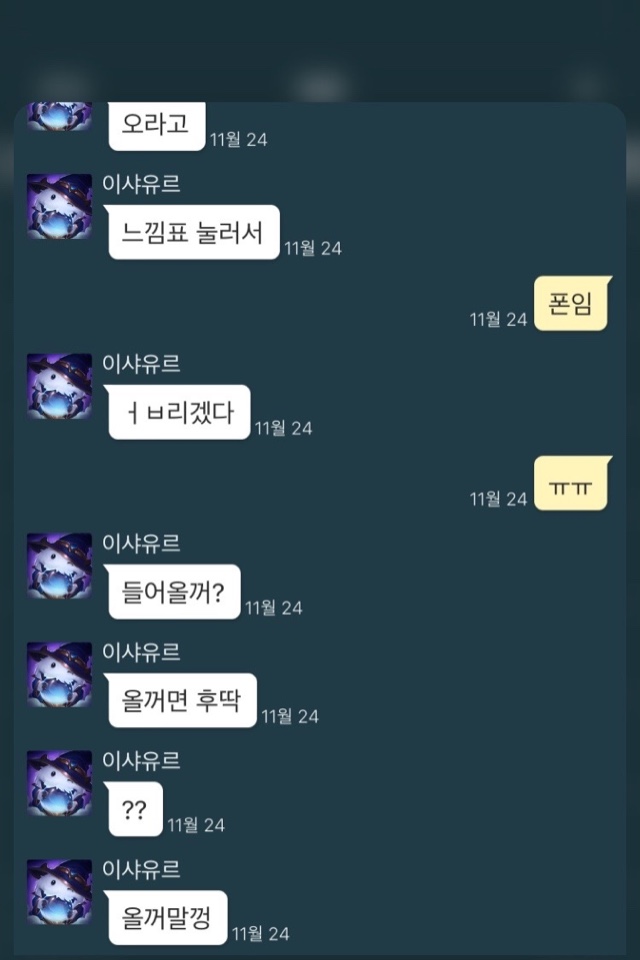 오라고
11월 24
이샤유르
느낌표 눌러서
11월 24
폰임
11월 24
이샤유르
ㅓㅂ리겠다
11월 24
ㅠㅠ
11월 24
이샤유르
들어올꺼?
11월 24
이샤유르
올꺼면 후딱
11월 24
이샤유르
??
11월 24
이샤유르
올꺼말껑
11월 24